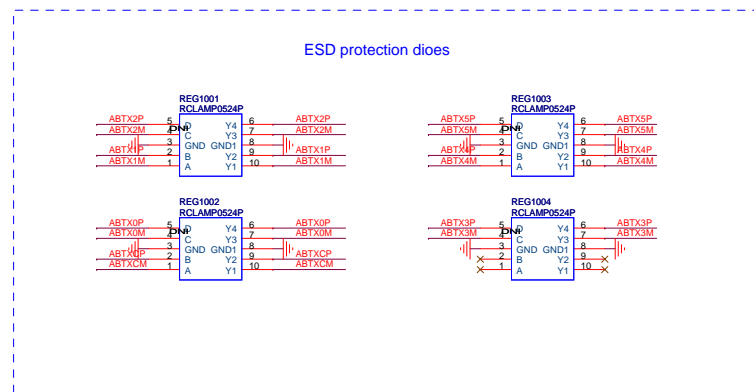 ESD protection dioes
REG1001
RCLAMP0524P
ABTX2P 5 D Y4 6 ABTX2P
ABTX2M 4 DNI C Y3 7 ABTX2M
3 GND GND1 8
ABTX1P 2 B Y2 9 ABTX1P
ABTX1M 1 A Y1 10 ABTX1M
REG1003
RCLAMP0524P
ABTX5P 5 D Y4 6 ABTX5P
ABTX5M 4 DNI C Y3 7 ABTX5M
3 GND GND1 8
ABTX4P 2 B Y2 9 ABTX4P
ABTX4M 1 A Y1 10 ABTX4M
REG1002
RCLAMP0524P
ABTX0P 5 D Y4 6 ABTX0P
ABTX0M 4 DNI C Y3 7 ABTX0M
3 GND GND1 8
ABTXCP 2 B Y2 9 ABTXCP
ABTXCM 1 A Y1 10 ABTXCM
REG1004
RCLAMP0524P
ABTX3P 5 D Y4 6 ABTX3P
ABTX3M 4 DNI C Y3 7 ABTX3M
3 GND GND1 8
2 B Y2 9
1 A Y1 10